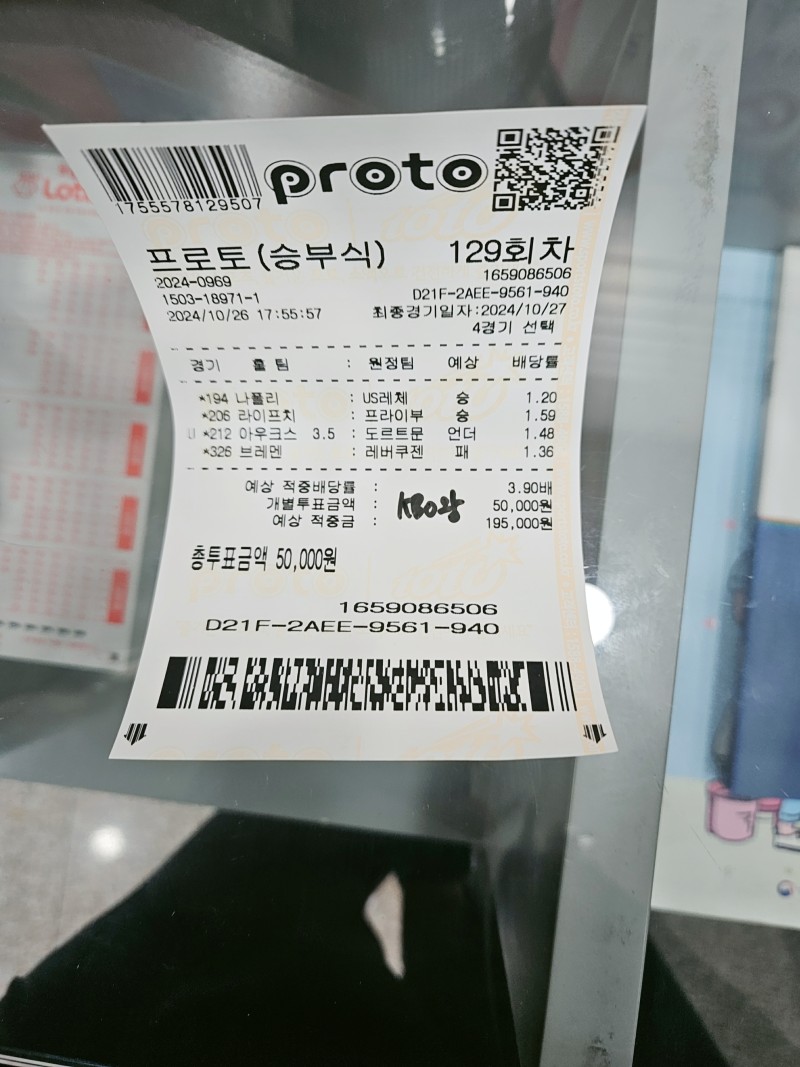 proto
1755578129507
프로토(승부식) 129회차
2024-0969 1659086506
1503-18971-1 D21F-2AEE-9561-940
2024/10/26 17:55:57 최종경기일자:2024/10/27
4경기 선택
경기 홈팀 : 원정팀 예상 배당률
*194 나폴리 : US레체 승 1.20
*206 라이프치 : 프라이부 승 1.59
U *212 아우크스 3.5 : 도르트문 언더 1.48
*326 브레멘 : 레버쿠젠 패 1.36
예상 적중배당률 : 3.90배
개별투표금액 : 50,000원
KBO왕
예상 적중금 : 195,000원
총투표금액 50,000원
1659086506
D21F-2AEE-9561-940